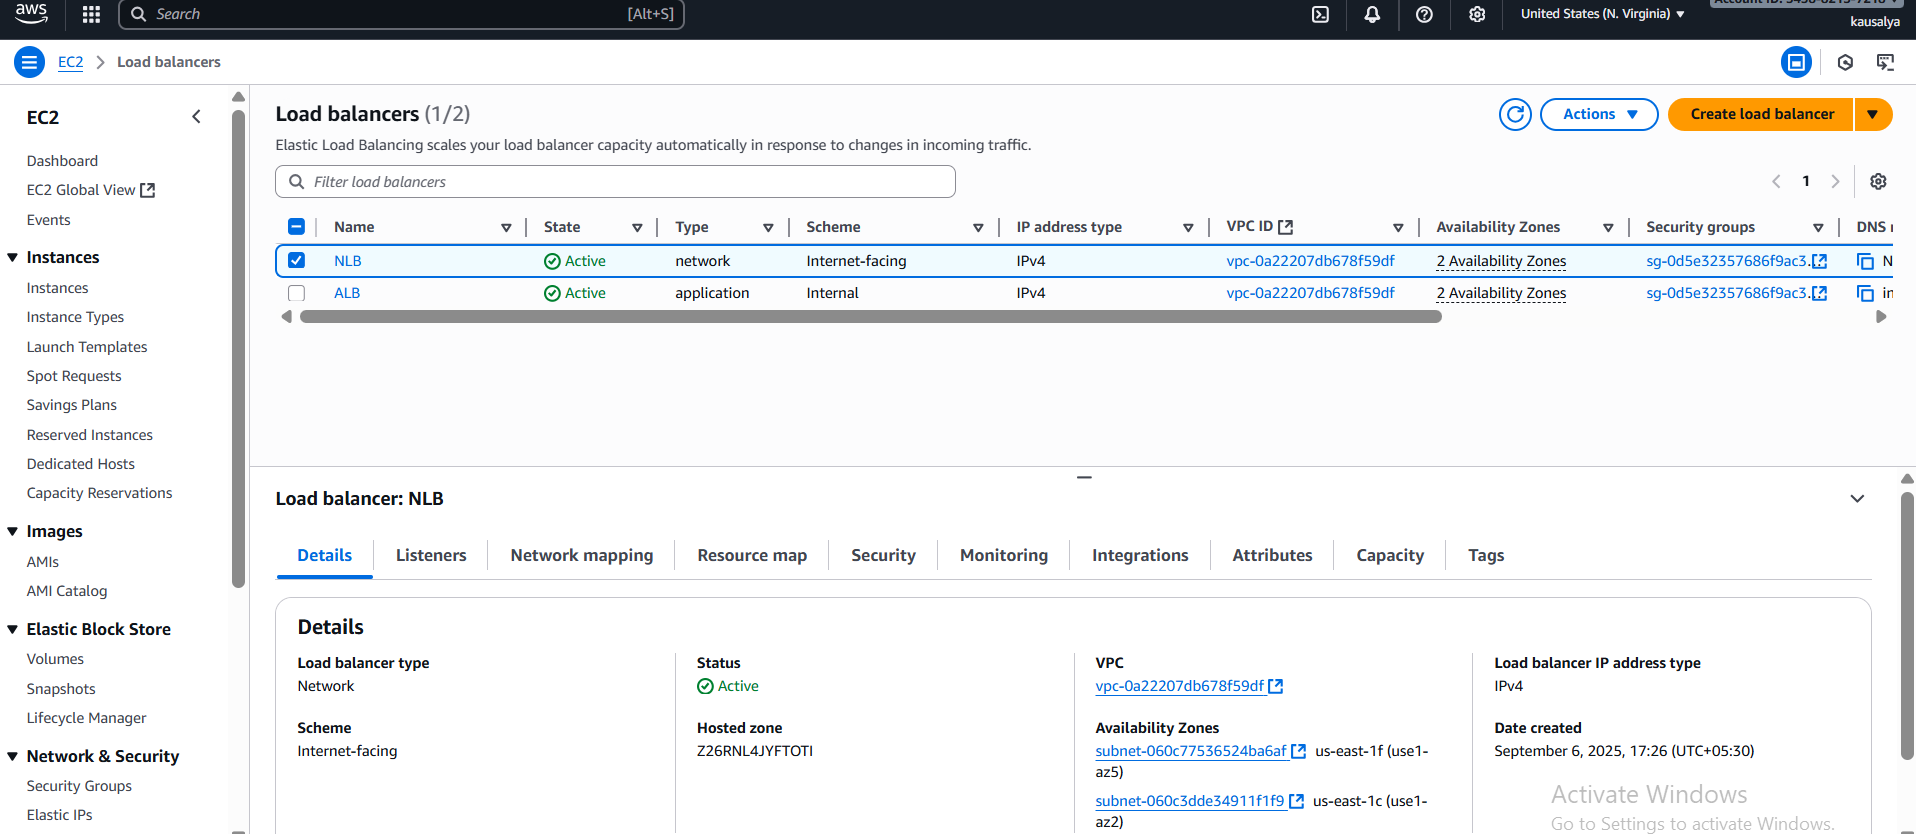 aws
Search [Alt+S] United States (N. Virginia)
kausalya
EC2 Load balancers
EC2
Dashboard
EC2 Global View
Events
Instances
Instances
Instance Types
Launch Templates
Spot Requests
Savings Plans
Reserved Instances
Dedicated Hosts
Capacity Reservations
Images
AMIs
AMI Catalog
Elastic Block Store
Volumes
Snapshots
Lifecycle Manager
Network & Security
Security Groups
Elastic IPs
Load balancers (1/2)
Actions Create load balancer
Elastic Load Balancing scales your load balancer capacity automatically in response to changes in incoming traffic.
Filter load balancers
1
Name State Type Scheme IP address type VPC ID Availability Zones Security groups DNS
NLB Active network Internet-facing IPv4 vpc-0a22207db678f59df 2 Availability Zones sg-0d5e32357686f9ac3... N
ALB Active application Internal IPv4 vpc-0a22207db678f59df 2 Availability Zones sg-0d5e32357686f9ac3... in
Load balancer: NLB
Details Listeners Network mapping Resource map Security Monitoring Integrations Attributes Capacity Tags
Details
Load balancer type
Network
Status
Active
VPC
vpc-0a22207db678f59df
Load balancer IP address type
IPv4
Scheme
Internet-facing
Hosted zone
Z26RNL4JYFTOTI
Availability Zones
subnet-060c77536524ba6af us-east-1f (use1-
az5)
subnet-060c3dde34911f1f9 us-east-1c (use1-
az2)
Date created
September 6, 2025, 17:26 (UTC+05:30)
Activate Windows
Go to Settings to activate Windows.